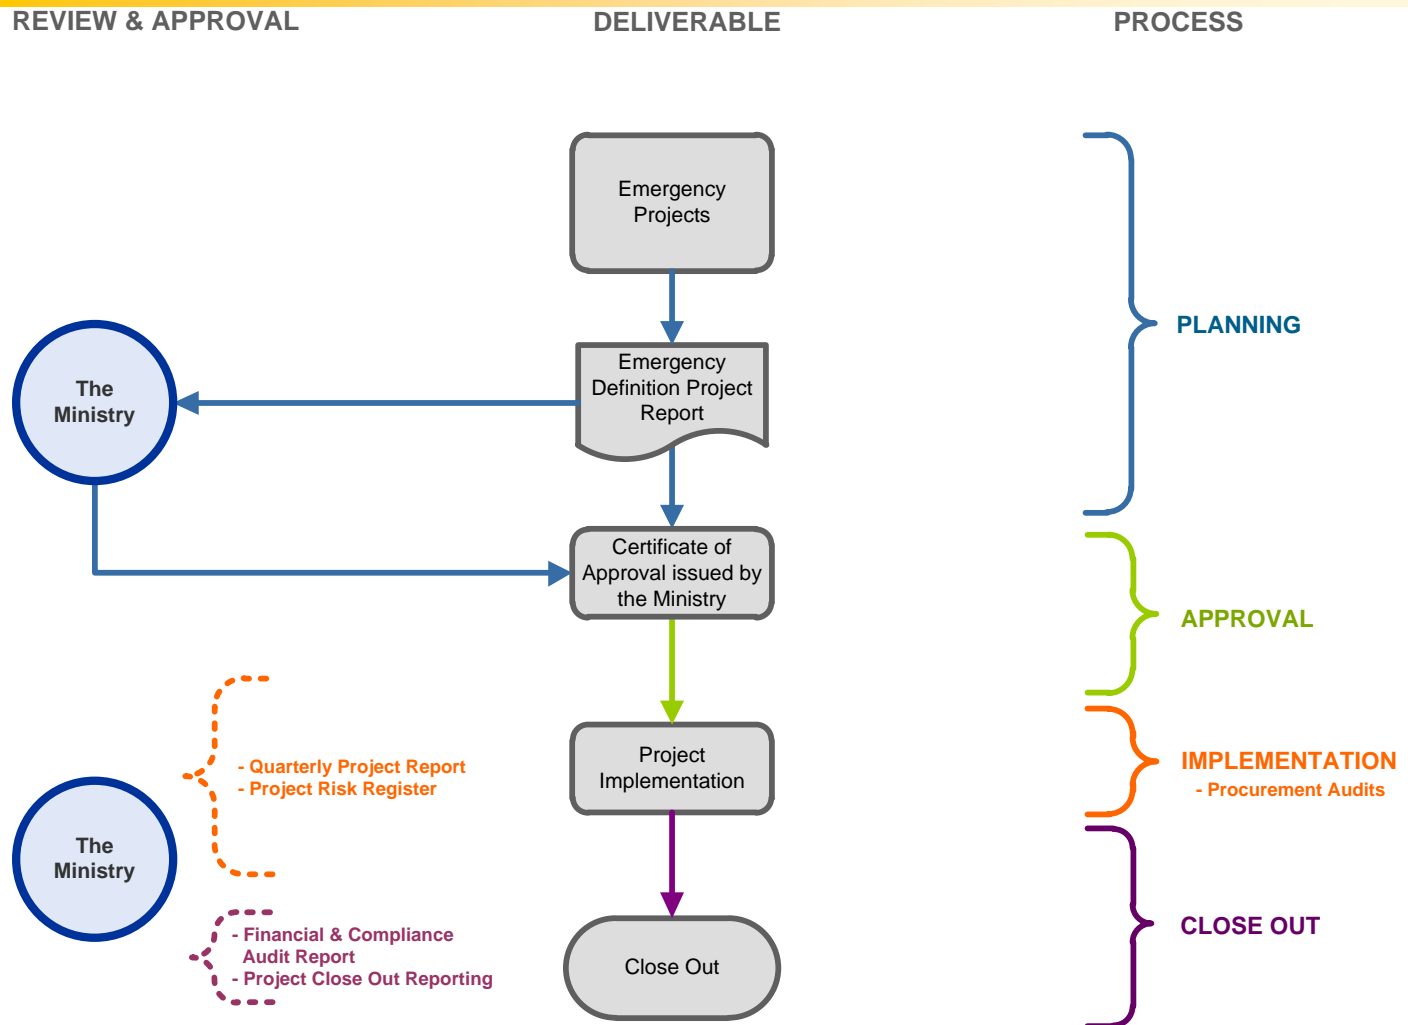 REVIEW & APPROVAL
DELIVERABLE
PROCESS
Emergency
Projects
PLANNING
The
Ministry
Emergency
Definition Project
Report
Certificate of
Approval issued by
the Ministry
APPROVAL
- Quarterly Project Report
- Project Risk Register
Project
Implementation
IMPLEMENTATION
- Procurement Audits
The
Ministry
- Financial & Compliance
Audit Report
- Project Close Out Reporting
Close Out
CLOSE OUT